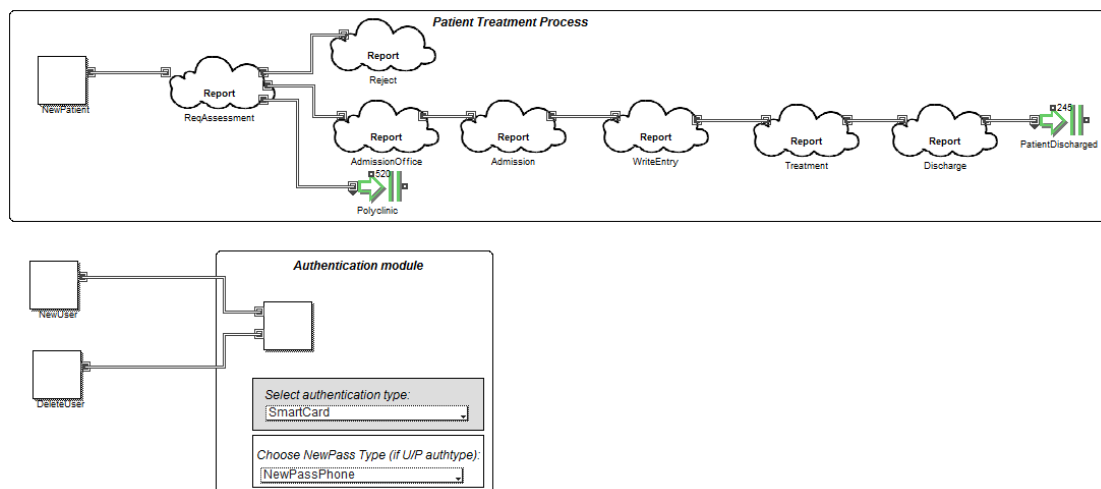 Patient Treatment Process
Report
Reject
NewPatient
Report
ReqAssessment
Report
AdmissionOffice
Report
Admission
Report
WriteEntry
Report
Treatment
Report
Discharge
245
PatientDischarged
520
Polyclinic
Authentication module
NewUser
DeleteUser
Select authentication type:
SmartCard
Choose NewPass Type (if U/P authtype):
NewPassPhone